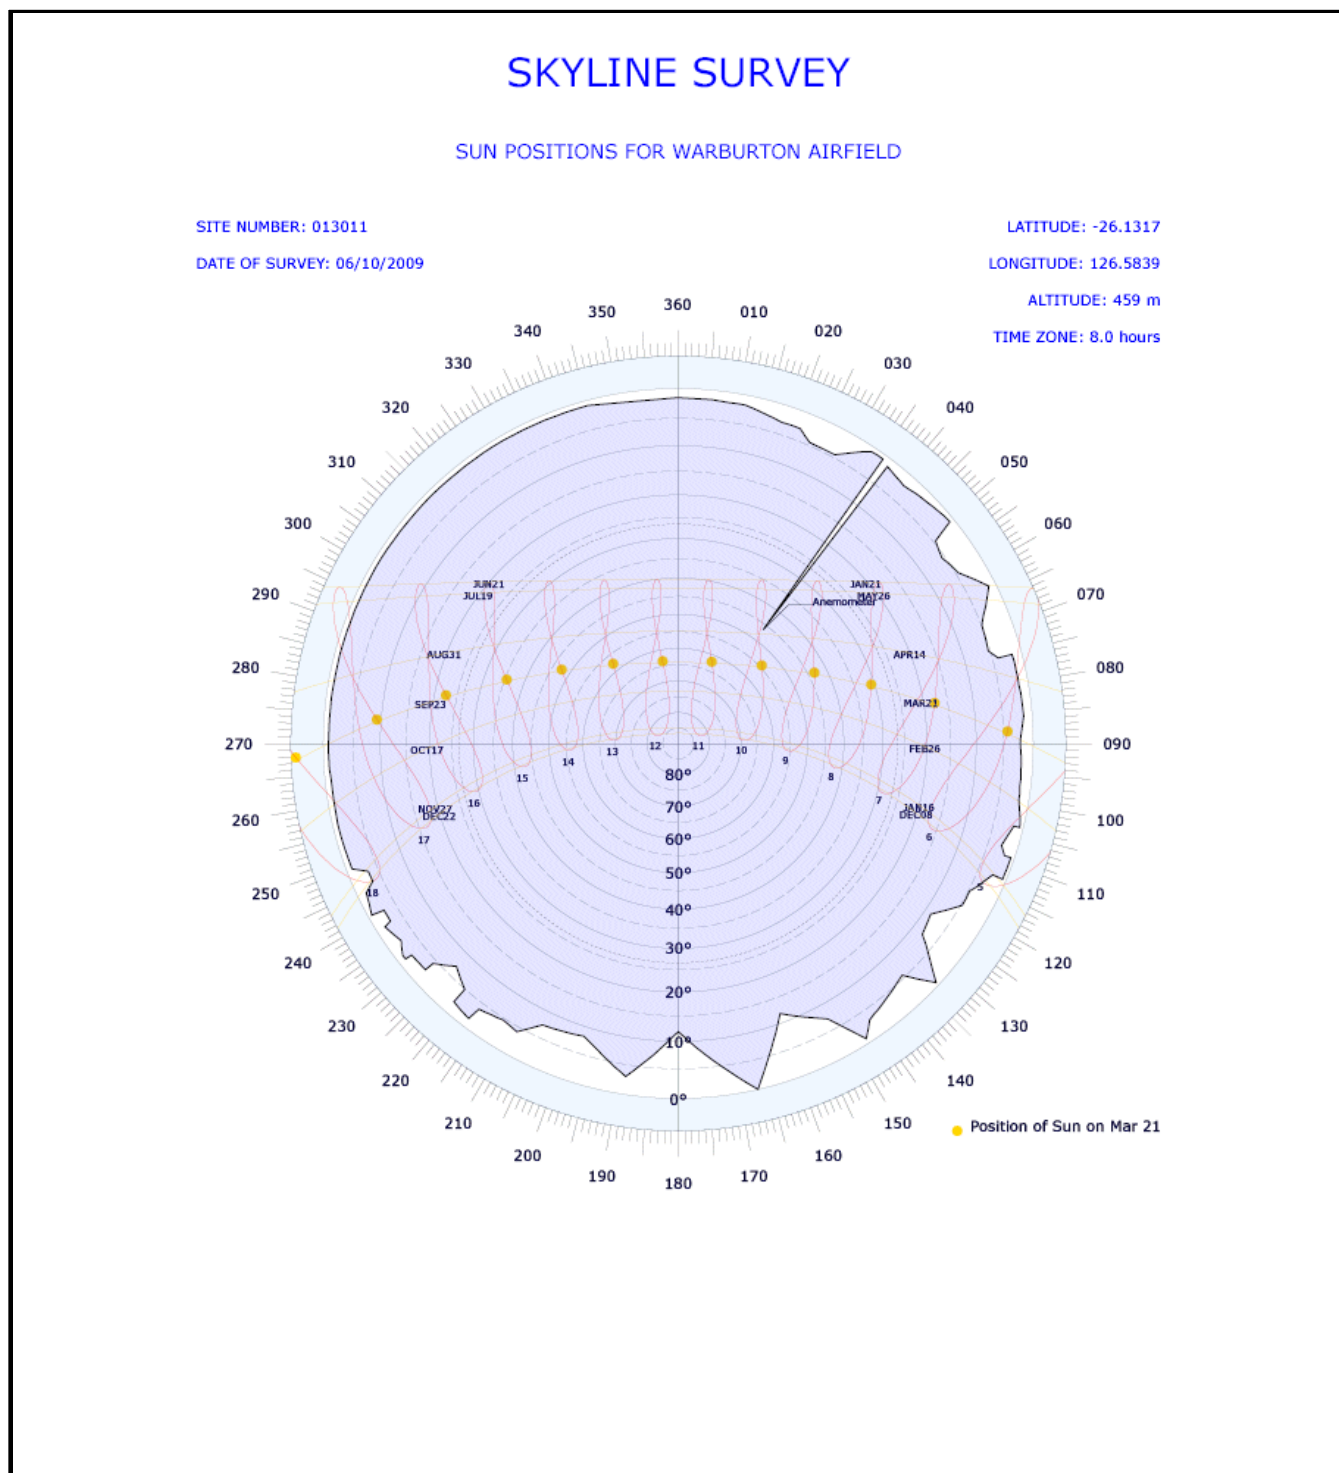 SKYLINE SURVEY
SUN POSITIONS FOR WARBURTON AIRFIELD
SITE NUMBER: 013011
LATITUDE: -26.1317
DATE OF SURVEY: 06/10/2009
LONGITUDE: 126.5839
ALTITUDE: 459 m
TIME ZONE: 8.0 hours
360
350
010
340
020
330
030
320
040
310
050
300
060
290
070
280
080
270
090
260
100
250
110
240
120
230
130
220
140
210
150
200
160
190
170
180
JUN21
JAN21
JUL19
MAY26
Anemometer
AUG31
APR14
SEP23
MAR21
OCT17
FEB26
NOV27
JAN16
DEC22
DEC08
18
17
16
15
14
13
12
11
10
9
8
7
6
5
80°
70°
60°
50°
40°
30°
20°
10°
0°
Position of Sun on Mar 21